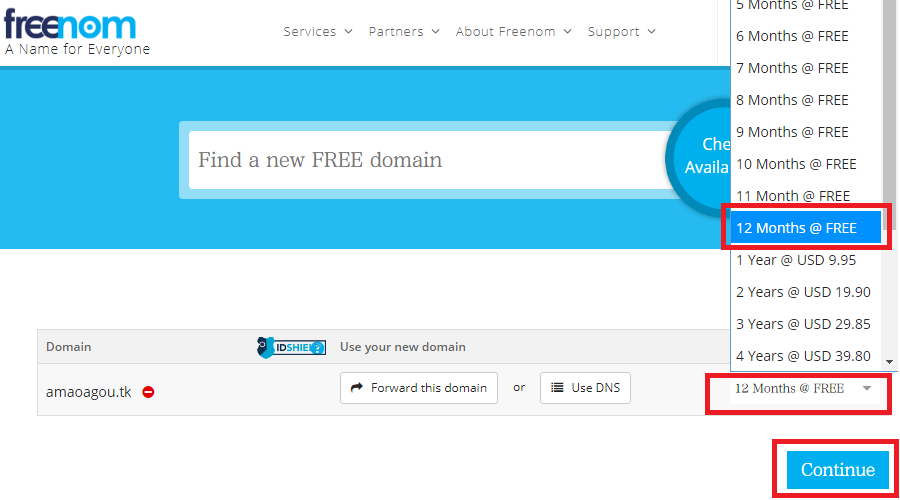 freenom
A Name for Everyone
Services
Partners
About Freenom
Support
Find a new FREE domain
Che
Availa
5 Months @ FREE
6 Months @ FREE
7 Months @ FREE
8 Months @ FREE
9 Months @ FREE
10 Months @ FREE
11 Month @ FREE
12 Months @ FREE
1 Year @ USD 9.95
2 Years @ USD 19.90
3 Years @ USD 29.85
4 Years @ USD 39.80
Domain
IDSHIELD
Use your new domain
amaoagou.tk
Forward this domain
or
Use DNS
12 Months @ FREE
Continue